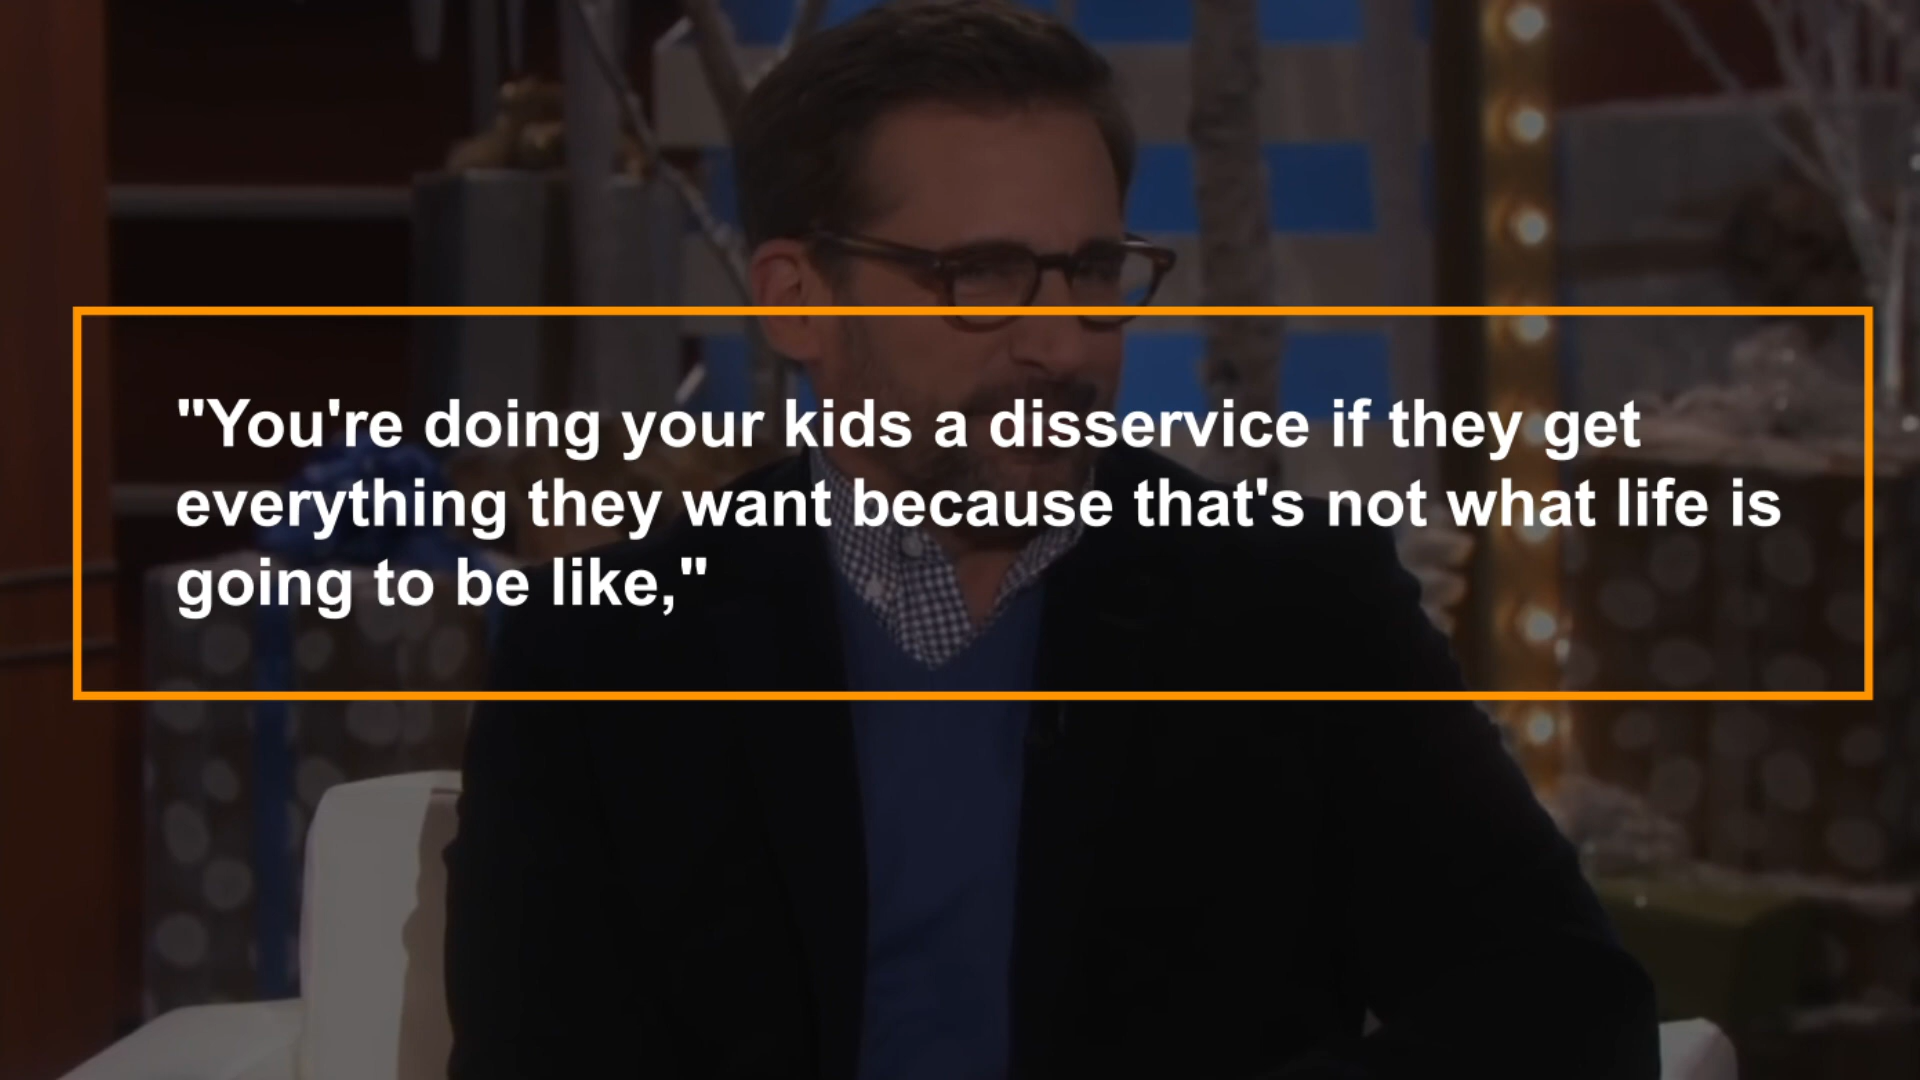 "You're doing your kids a disservice if they get
everything they want because that's not what life is
going to be like,"